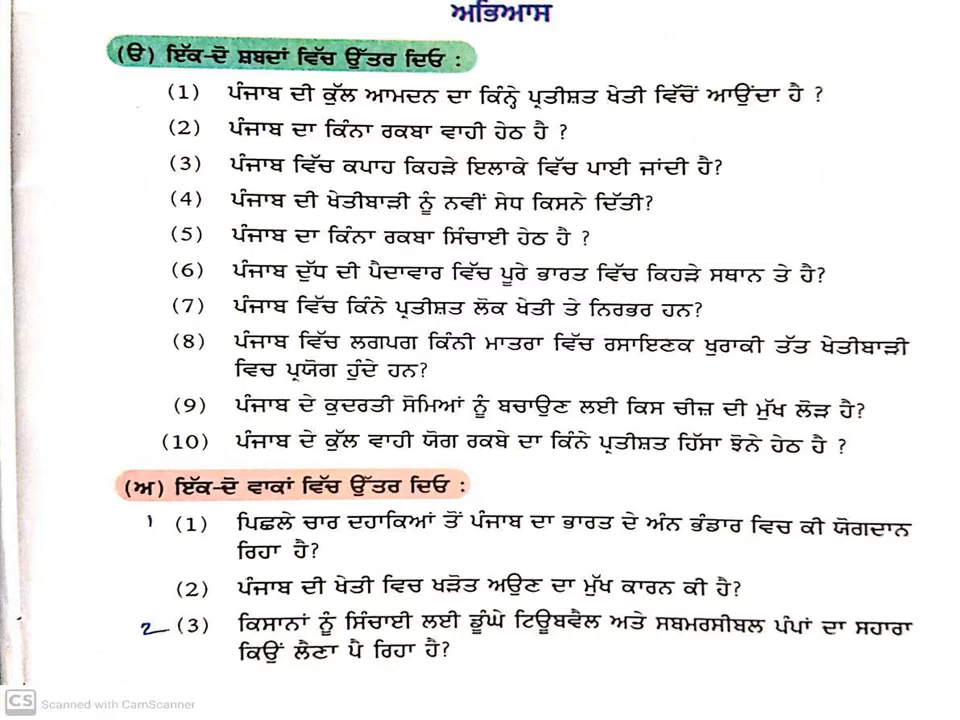 ਅਭਿਆਸ
(ੳ) ਇੱਕ-ਦੋ ਸ਼ਬਦਾਂ ਵਿੱਚ ਉੱਤਰ ਦਿਓ :
(1) ਪੰਜਾਬ ਦੀ ਕੁੱਲ ਆਮਦਨ ਦਾ ਕਿੰਨ੍ਹੇ ਪ੍ਰਤੀਸ਼ਤ ਖੇਤੀ ਵਿੱਚੋਂ ਆਉਂਦਾ ਹੈ ?
(2) ਪੰਜਾਬ ਦਾ ਕਿੰਨਾ ਰਕਬਾ ਵਾਹੀ ਹੇਠ ਹੈ ?
(3) ਪੰਜਾਬ ਵਿੱਚ ਕਪਾਹ ਕਿਹੜੇ ਇਲਾਕੇ ਵਿੱਚ ਪਾਈ ਜਾਂਦੀ ਹੈ?
(4) ਪੰਜਾਬ ਦੀ ਖੇਤੀਬਾੜੀ ਨੂੰ ਨਵੀਂ ਸੇਧ ਕਿਸਨੇ ਦਿੱਤੀ?
(5) ਪੰਜਾਬ ਦਾ ਕਿੰਨਾ ਰਕਬਾ ਸਿੰਚਾਈ ਹੇਠ ਹੈ ?
(6) ਪੰਜਾਬ ਦੁੱਧ ਦੀ ਪੈਦਾਵਾਰ ਵਿੱਚ ਪੂਰੇ ਭਾਰਤ ਵਿੱਚ ਕਿਹੜੇ ਸਥਾਨ ਤੇ ਹੈ?
(7) ਪੰਜਾਬ ਵਿੱਚ ਕਿੰਨੇ ਪ੍ਰਤੀਸ਼ਤ ਲੋਕ ਖੇਤੀ ਤੇ ਨਿਰਭਰ ਹਨ?
(8) ਪੰਜਾਬ ਵਿੱਚ ਲਗਪਗ ਕਿੰਨੀ ਮਾਤਰਾ ਵਿੱਚ ਰਸਾਇਣਕ ਖੁਰਾਕੀ ਤੱਤ ਖੇਤੀਬਾੜੀ
ਵਿਚ ਪ੍ਰਯੋਗ ਹੁੰਦੇ ਹਨ?
(9) ਪੰਜਾਬ ਦੇ ਕੁਦਰਤੀ ਸੋਮਿਆਂ ਨੂੰ ਬਚਾਉਣ ਲਈ ਕਿਸ ਚੀਜ਼ ਦੀ ਮੁੱਖ ਲੋੜ ਹੈ?
(10) ਪੰਜਾਬ ਦੇ ਕੁੱਲ ਵਾਹੀ ਯੋਗ ਰਕਬੇ ਦਾ ਕਿੰਨੇ ਪ੍ਰਤੀਸ਼ਤ ਹਿੱਸਾ ਝੋਨੇ ਹੇਠ ਹੈ ?
(ਅ) ਇੱਕ-ਦੋ ਵਾਕਾਂ ਵਿੱਚ ਉੱਤਰ ਦਿਓ :
1 (1) ਪਿਛਲੇ ਚਾਰ ਦਹਾਕਿਆਂ ਤੋਂ ਪੰਜਾਬ ਦਾ ਭਾਰਤ ਦੇ ਅੰਨ ਭੰਡਾਰ ਵਿਚ ਕੀ ਯੋਗਦਾਨ
ਰਿਹਾ ਹੈ?
(2) ਪੰਜਾਬ ਦੀ ਖੇਤੀ ਵਿਚ ਖੜੋਤ ਅਉਣ ਦਾ ਮੁੱਖ ਕਾਰਨ ਕੀ ਹੈ?
2 (3) ਕਿਸਾਨਾਂ ਨੂੰ ਸਿੰਚਾਈ ਲਈ ਡੂੰਘੇ ਟਿਊਬਵੈਲ ਅਤੇ ਸਬਮਰਸੀਬਲ ਪੰਪਾਂ ਦਾ ਸਹਾਰਾ
ਕਿਉਂ ਲੈਣਾ ਪੈ ਰਿਹਾ ਹੈ?
CS Scanned with CamScanner